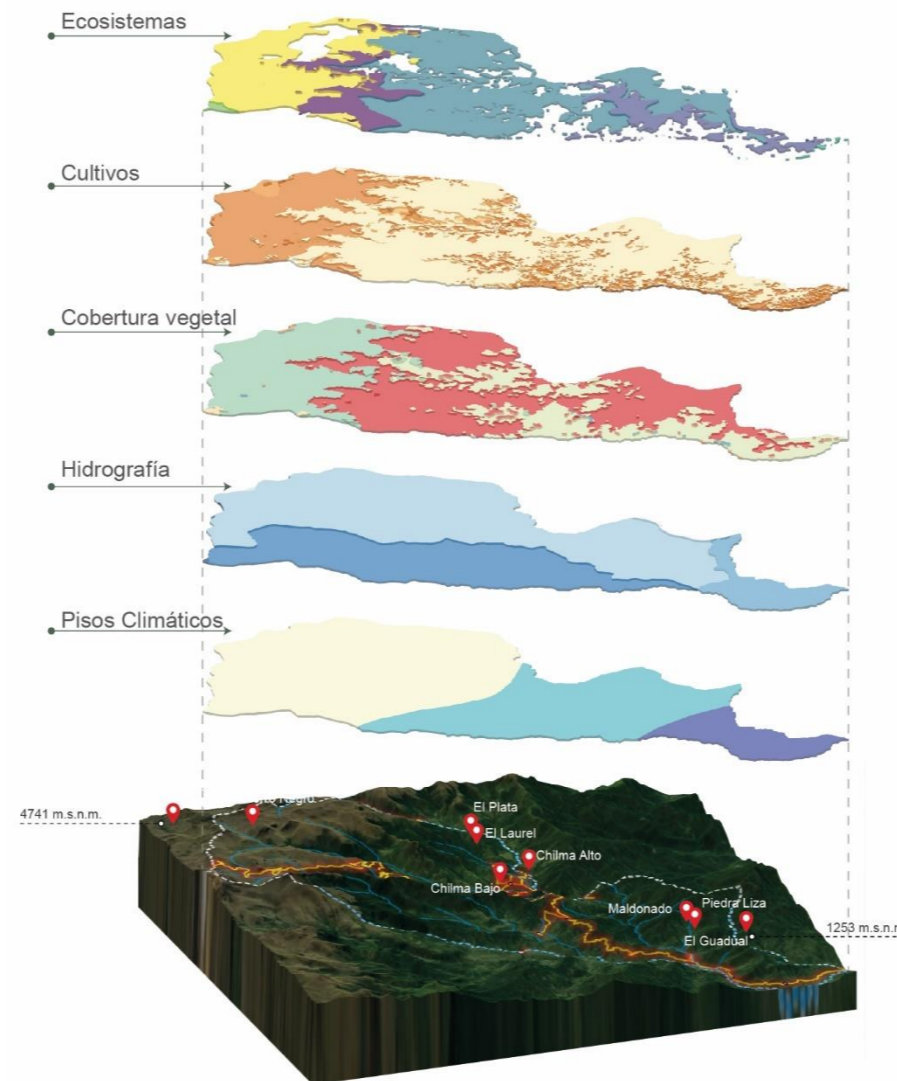 Ecosistemas
Cultivos
Cobertura vegetal
Hidrografía
Pisos Climáticos
4741 m.s.n.m.
El Plata
El Laurel
Chilma Alto
Chilma Bajo
Maldonado
Piedra Liza
El Guadual
1253 m.s.n.m